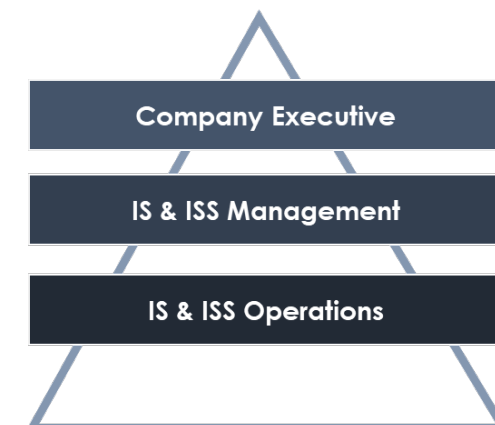 Company Executive
IS & ISS Management
IS & ISS Operations